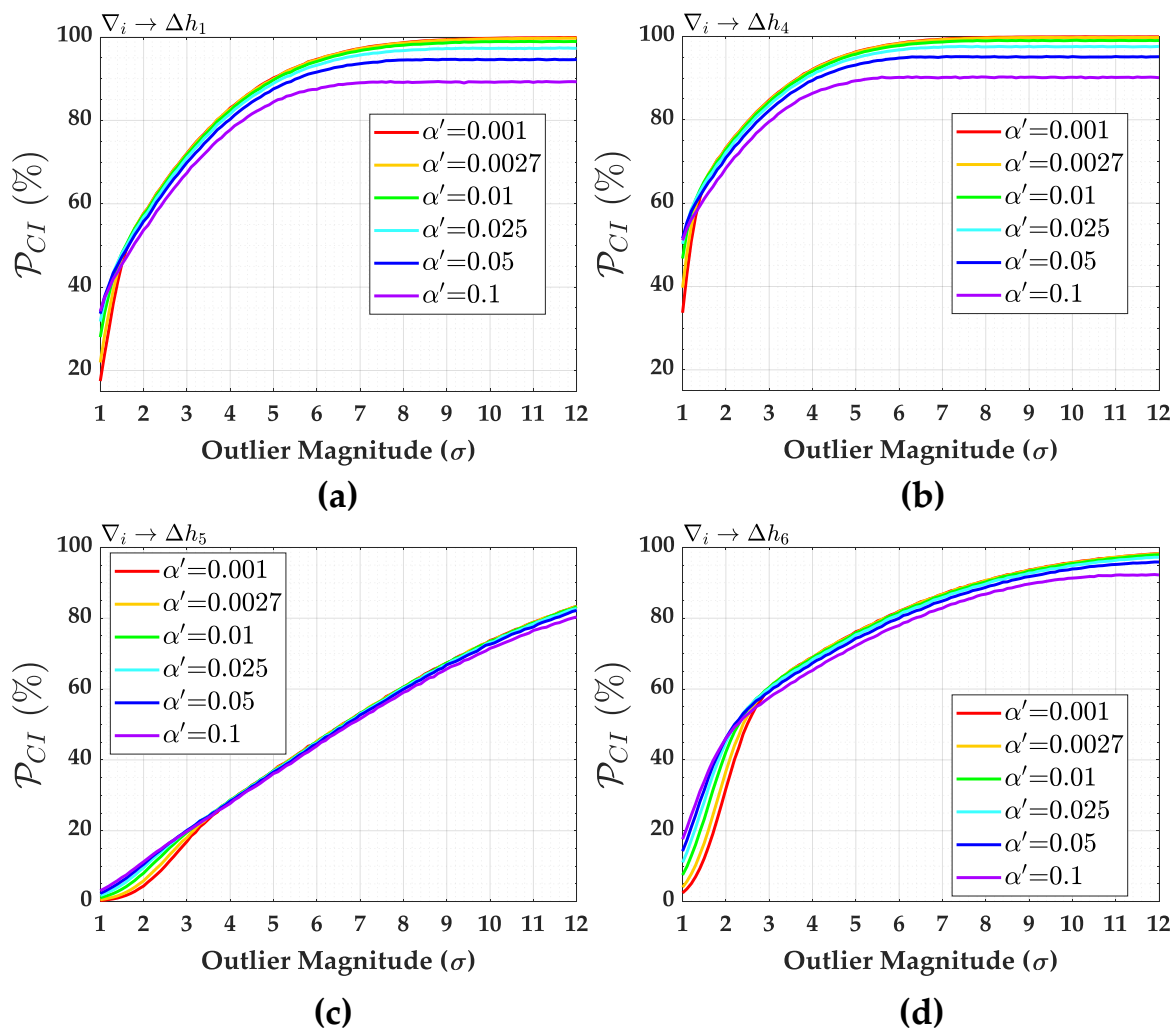 ∇ᵢ → Δh₁
100
80
60
40
20
𝒫_CI (%)
α′=0.001
α′=0.0027
α′=0.01
α′=0.025
α′=0.05
α′=0.1
1 2 3 4 5 6 7 8 9 10 11 12
Outlier Magnitude (σ)
(a)
∇ᵢ → Δh₄
100
80
60
40
20
𝒫_CI (%)
α′=0.001
α′=0.0027
α′=0.01
α′=0.025
α′=0.05
α′=0.1
1 2 3 4 5 6 7 8 9 10 11 12
Outlier Magnitude (σ)
(b)
∇ᵢ → Δh₅
100
80
60
40
20
0
𝒫_CI (%)
α′=0.001
α′=0.0027
α′=0.01
α′=0.025
α′=0.05
α′=0.1
1 2 3 4 5 6 7 8 9 10 11 12
Outlier Magnitude (σ)
(c)
∇ᵢ → Δh₆
100
80
60
40
20
0
𝒫_CI (%)
α′=0.001
α′=0.0027
α′=0.01
α′=0.025
α′=0.05
α′=0.1
1 2 3 4 5 6 7 8 9 10 11 12
Outlier Magnitude (σ)
(d)